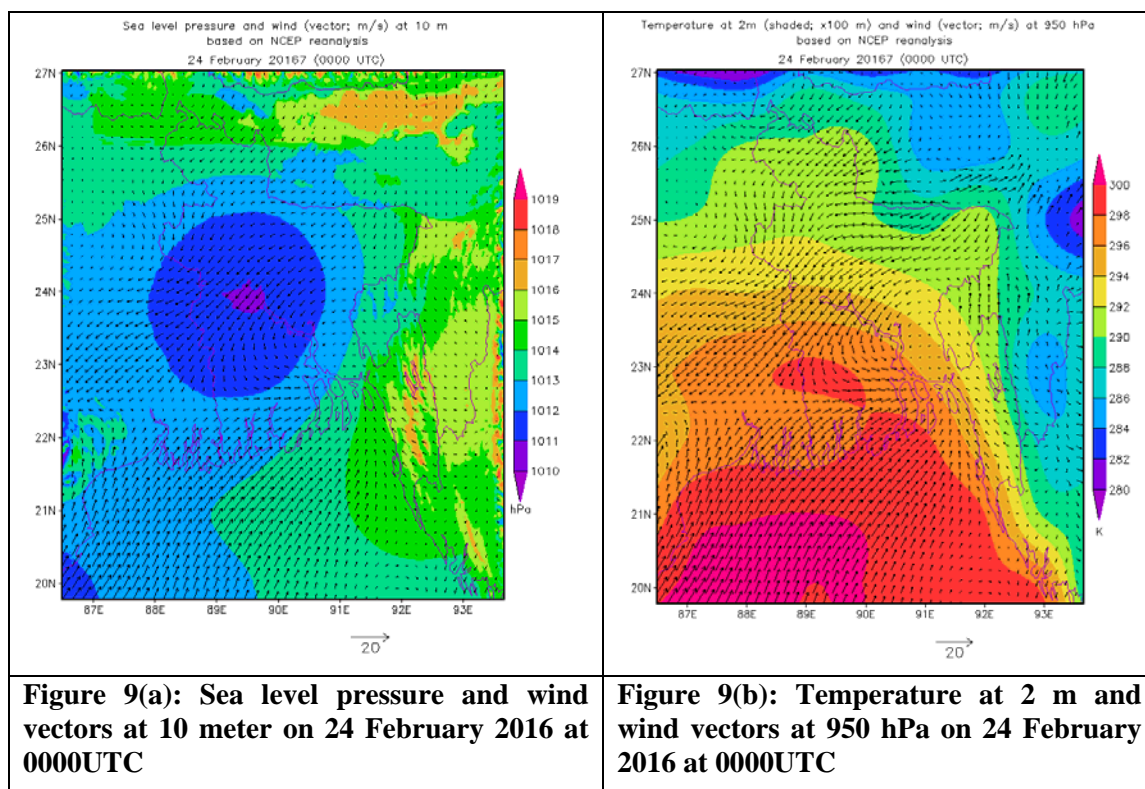 Sea level pressure and wind (vector; m/s) at 10 m
based on NCEP reanalysis
24 February 20167 (0000 UTC)
27N
26N
25N
24N
23N
22N
21N
20N
87E 88E 89E 90E 91E 92E 93E
20
1019
1018
1017
1016
1015
1014
1013
1012
1011
1010
hPa
Temperature at 2m (shaded; x100 m) and wind (vector; m/s) at 950 hPa
based on NCEP reanalysis
24 February 20167 (0000 UTC)
27N
26N
25N
24N
23N
22N
21N
20N
87E 88E 89E 90E 91E 92E 93E
20
300
298
296
294
292
290
288
286
284
282
280
K
Figure 9(a): Sea level pressure and wind
vectors at 10 meter on 24 February 2016 at
0000UTC
Figure 9(b): Temperature at 2 m and
wind vectors at 950 hPa on 24 February
2016 at 0000UTC